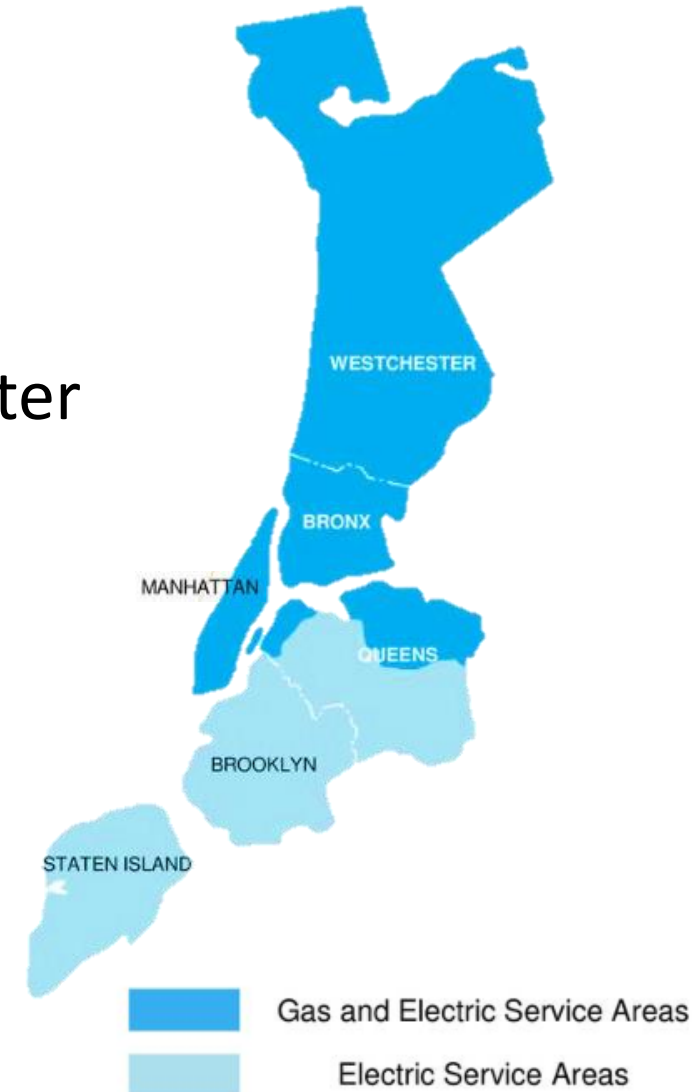 WESTCHESTER
ter
BRONX
MANHATTAN
QUEENS
BROOKLYN
STATEN ISLAND
Gas and Electric Service Areas
Electric Service Areas